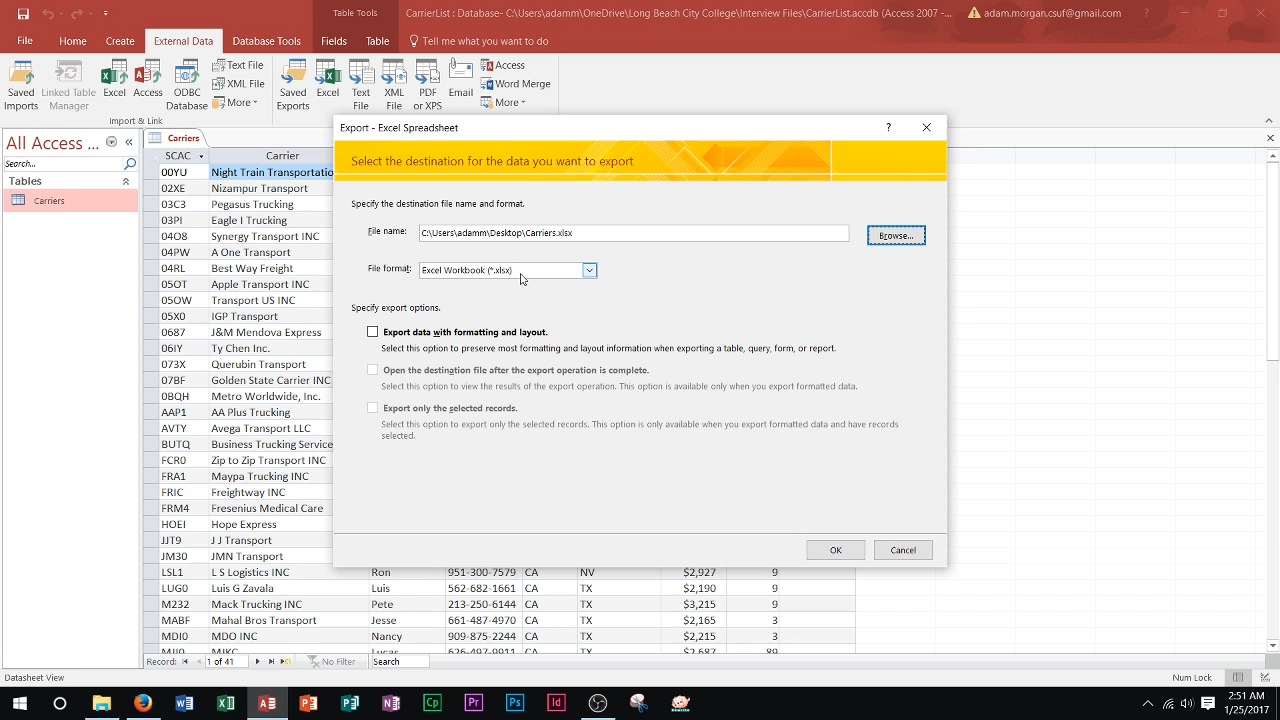 Table Tools
CarrierList : Database- C:\Users\adamm\OneDrive\Long Beach City College\Interview Files\CarrierList.accdb (Access 2007 -...
adam.morgan.csuf@gmail.com
?
File
Home
Create
External Data
Database Tools
Fields
Table
Tell me what you want to do
Saved
Imports
Linked Table
Manager
Excel
Access
ODBC
Database
Text File
XML File
More
Import & Link
Saved
Exports
Excel
Text
File
XML
File
PDF
or XPS
Email
Access
Word Merge
More
All Access ...
Search...
Tables
Carriers
Carriers
SCAC
Carrier
00YU Night Train Transportatio
02XE Nizampur Transport
03C3 Pegasus Trucking
03PI Eagle I Trucking
04O8 Synergy Transport INC
04PW A One Transport
04RL Best Way Freight
05OT Apple Transport INC
05OW Transport US INC
05X0 IGP Transport
0687 J&M Mendova Express
06IY Ty Chen Inc.
073X Querubin Transport
07BF Golden State Carrier INC
0BQH Metro Worldwide, Inc.
AAP1 AA Plus Trucking
AVTY Avega Transport LLC
BUTQ Business Trucking Service
FCR0 Zip to Zip Transport INC
FRA1 Maypa Trucking INC
FRIC Freightway INC
FRM4 Fresenius Medical Care
HOEI Hope Express
JJT9 J J Transport
JM30 JMN Transport
LSL1 L S Logistics INC Ron 951-300-7579 CA NV $2,927 9
LUG0 Luis G Zavala Luis 562-682-1661 CA TX $2,190 9
M232 Mack Trucking INC Pete 213-250-6144 CA TX $3,215 9
MABF Mahal Bros Transport Jesse 661-487-4970 CA TX $2,165 3
MDI0 MDO INC Nancy 909-875-2244 CA TX $2,215 3
Lucas 626-497-9911 CA TX $2,687 89
Export - Excel Spreadsheet
?
Select the destination for the data you want to export
Specify the destination file name and format.
File name:
C:\Users\adamm\Desktop\Carriers.xlsx
Browse...
File format:
Excel Workbook (*.xlsx)
Specify export options.
Export data with formatting and layout.
Select this option to preserve most formatting and layout information when exporting a table, query, form, or report.
Open the destination file after the export operation is complete.
Select this option to view the results of the export operation. This option is available only when you export formatted data.
Export only the selected records.
Select this option to export only the selected records. This option is only available when you export formatted data and have records
selected.
OK
Cancel
Record:
1 of 41
No Filter
Search
Datasheet View
Num Lock
Cp
Pr
Ps
Id
2:51 AM
1/25/2017